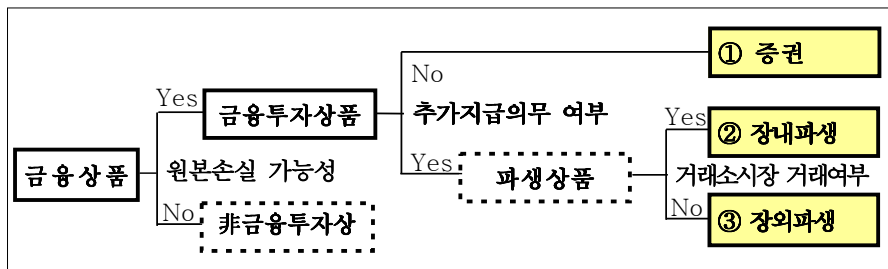 ① 증권
No
Yes
금융투자상품
추가지급의무 여부
Yes
② 장내파생
금융상품
원본손실 가능성
Yes
파생상품
거래소시장 거래여부
No
非금융투자상
No
③ 장외파생